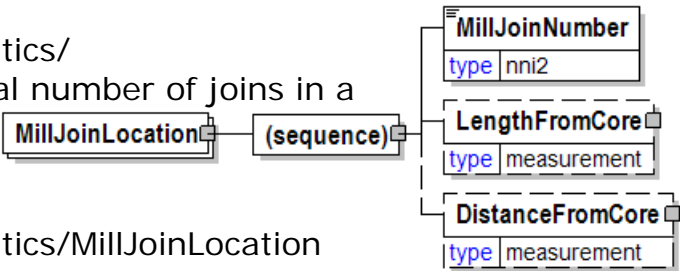 tics/
al number of joins in a
MillJoinLocation
(sequence)
MillJoinNumber
type nni2
LengthFromCore
type measurement
DistanceFromCore
type measurement
tics/MillJoinLocation